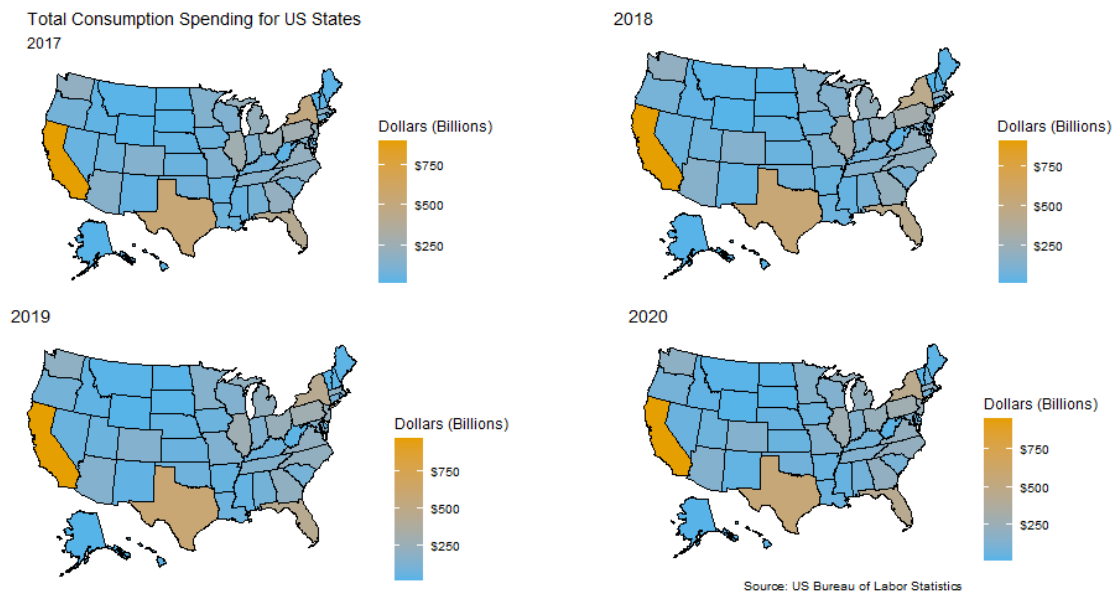 Total Consumption Spending for US States
2017
Dollars (Billions)
$750
$500
$250
2018
Dollars (Billions)
$750
$500
$250
2019
Dollars (Billions)
$750
$500
$250
2020
Dollars (Billions)
$750
$500
$250
Source: US Bureau of Labor Statistics